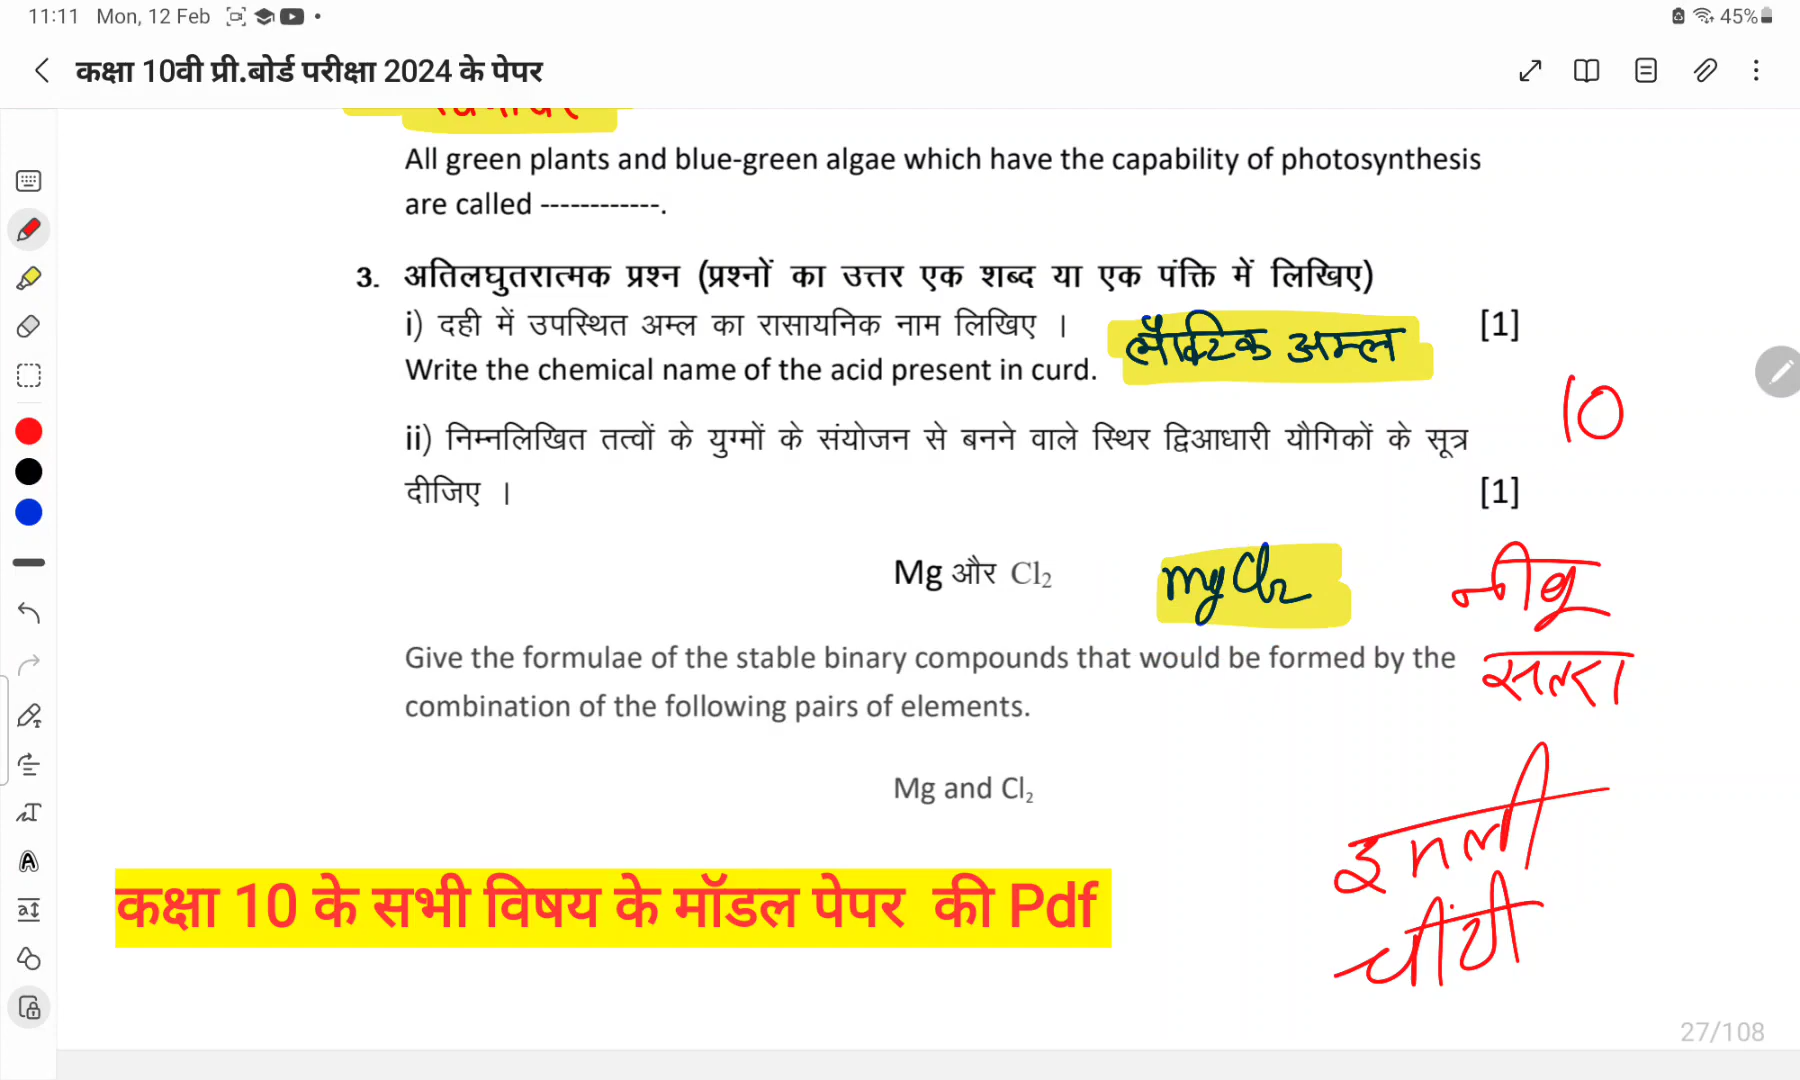 11:11 Mon, 12 Feb
45%
कक्षा 10वी प्री.बोर्ड परीक्षा 2024 के पेपर
All green plants and blue-green algae which have the capability of photosynthesis
are called ------------.
3. अतिलघुतरात्मक प्रश्न (प्रश्नों का उत्तर एक शब्द या एक पंक्ति में लिखिए)
i) दही में उपस्थित अम्ल का रासायनिक नाम लिखिए । [1]
लैक्टिक अम्ल
Write the chemical name of the acid present in curd.
10
ii) निम्नलिखित तत्वों के युग्मों के संयोजन से बनने वाले स्थिर द्विआधारी यौगिकों के सूत्र
दीजिए । [1]
Mg और Cl₂ mgCl₂
नीबू
Give the formulae of the stable binary compounds that would be formed by the
सन्तरा
combination of the following pairs of elements.
Mg and Cl₂
इमली
कक्षा 10 के सभी विषय के मॉडल पेपर की Pdf
चींटी
27/108